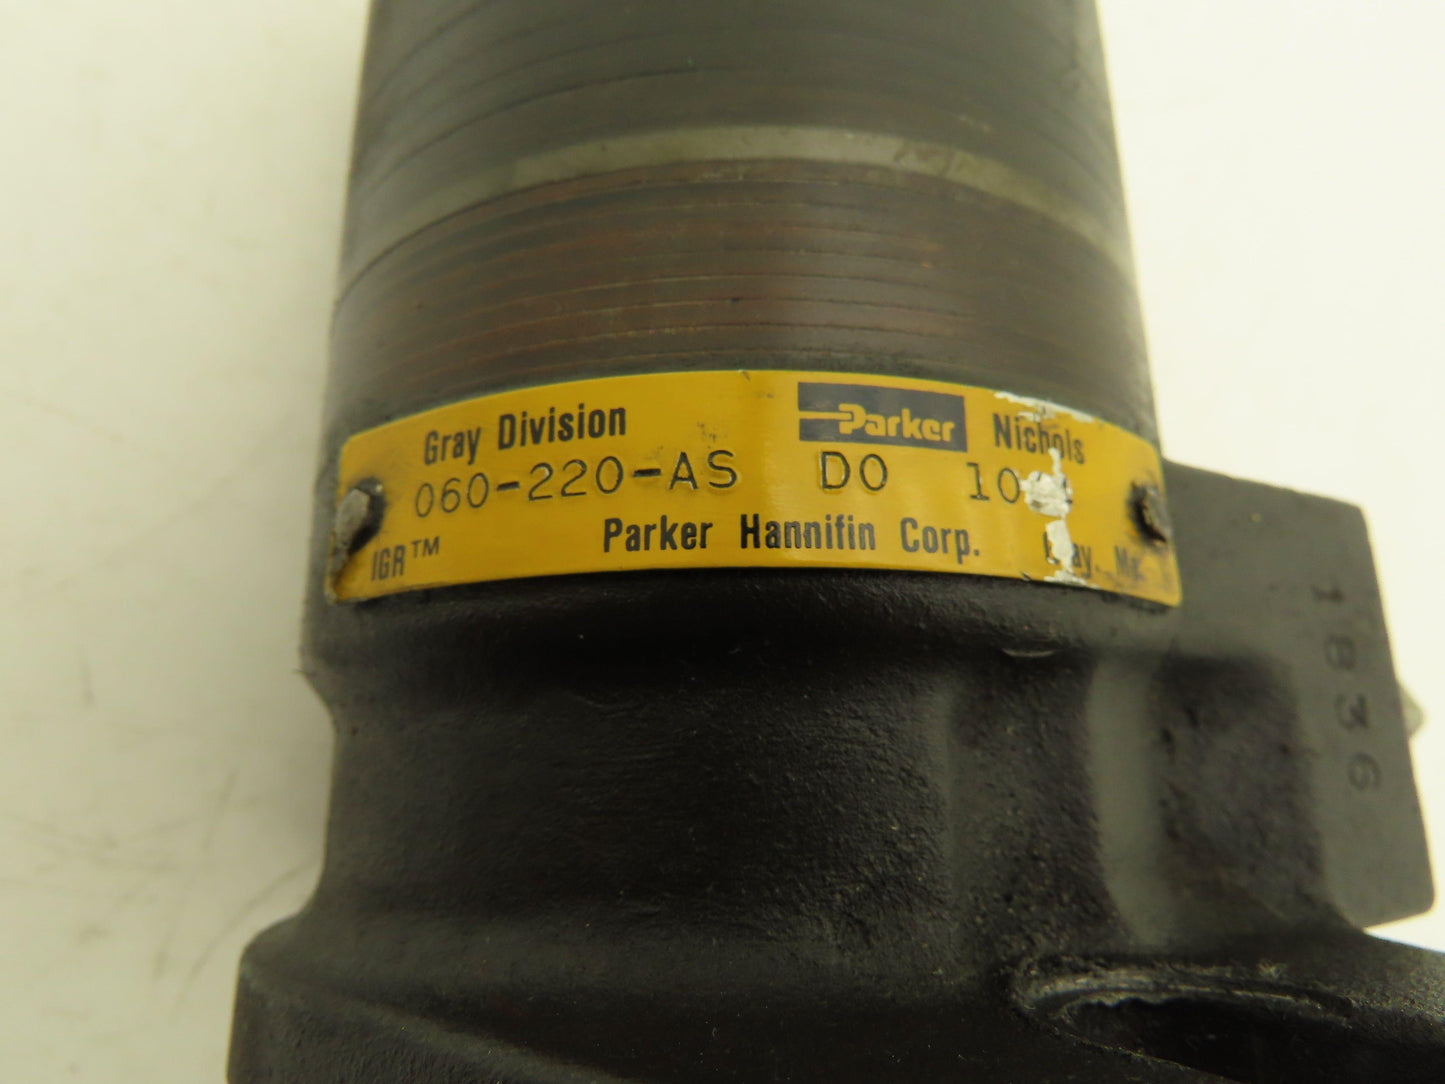 Gray Division Parker Nichols
060-220-AS DO
IGR™ Parker Hannifin Corp.
1836